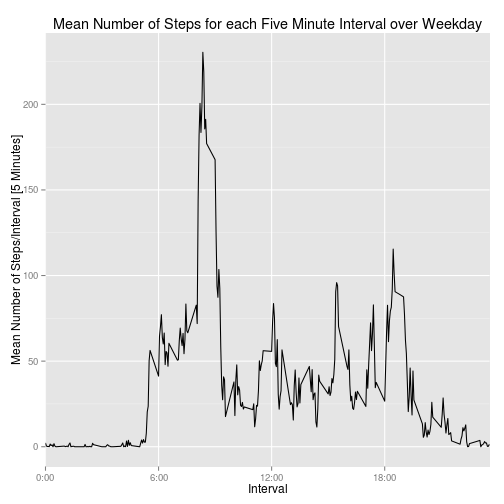 Mean Number of Steps for each Five Minute Interval over Weekday
Mean Number of Steps/Interval [5 Minutes]
200
150
100
50
0
0:00 6:00 12:00 18:00
Interval